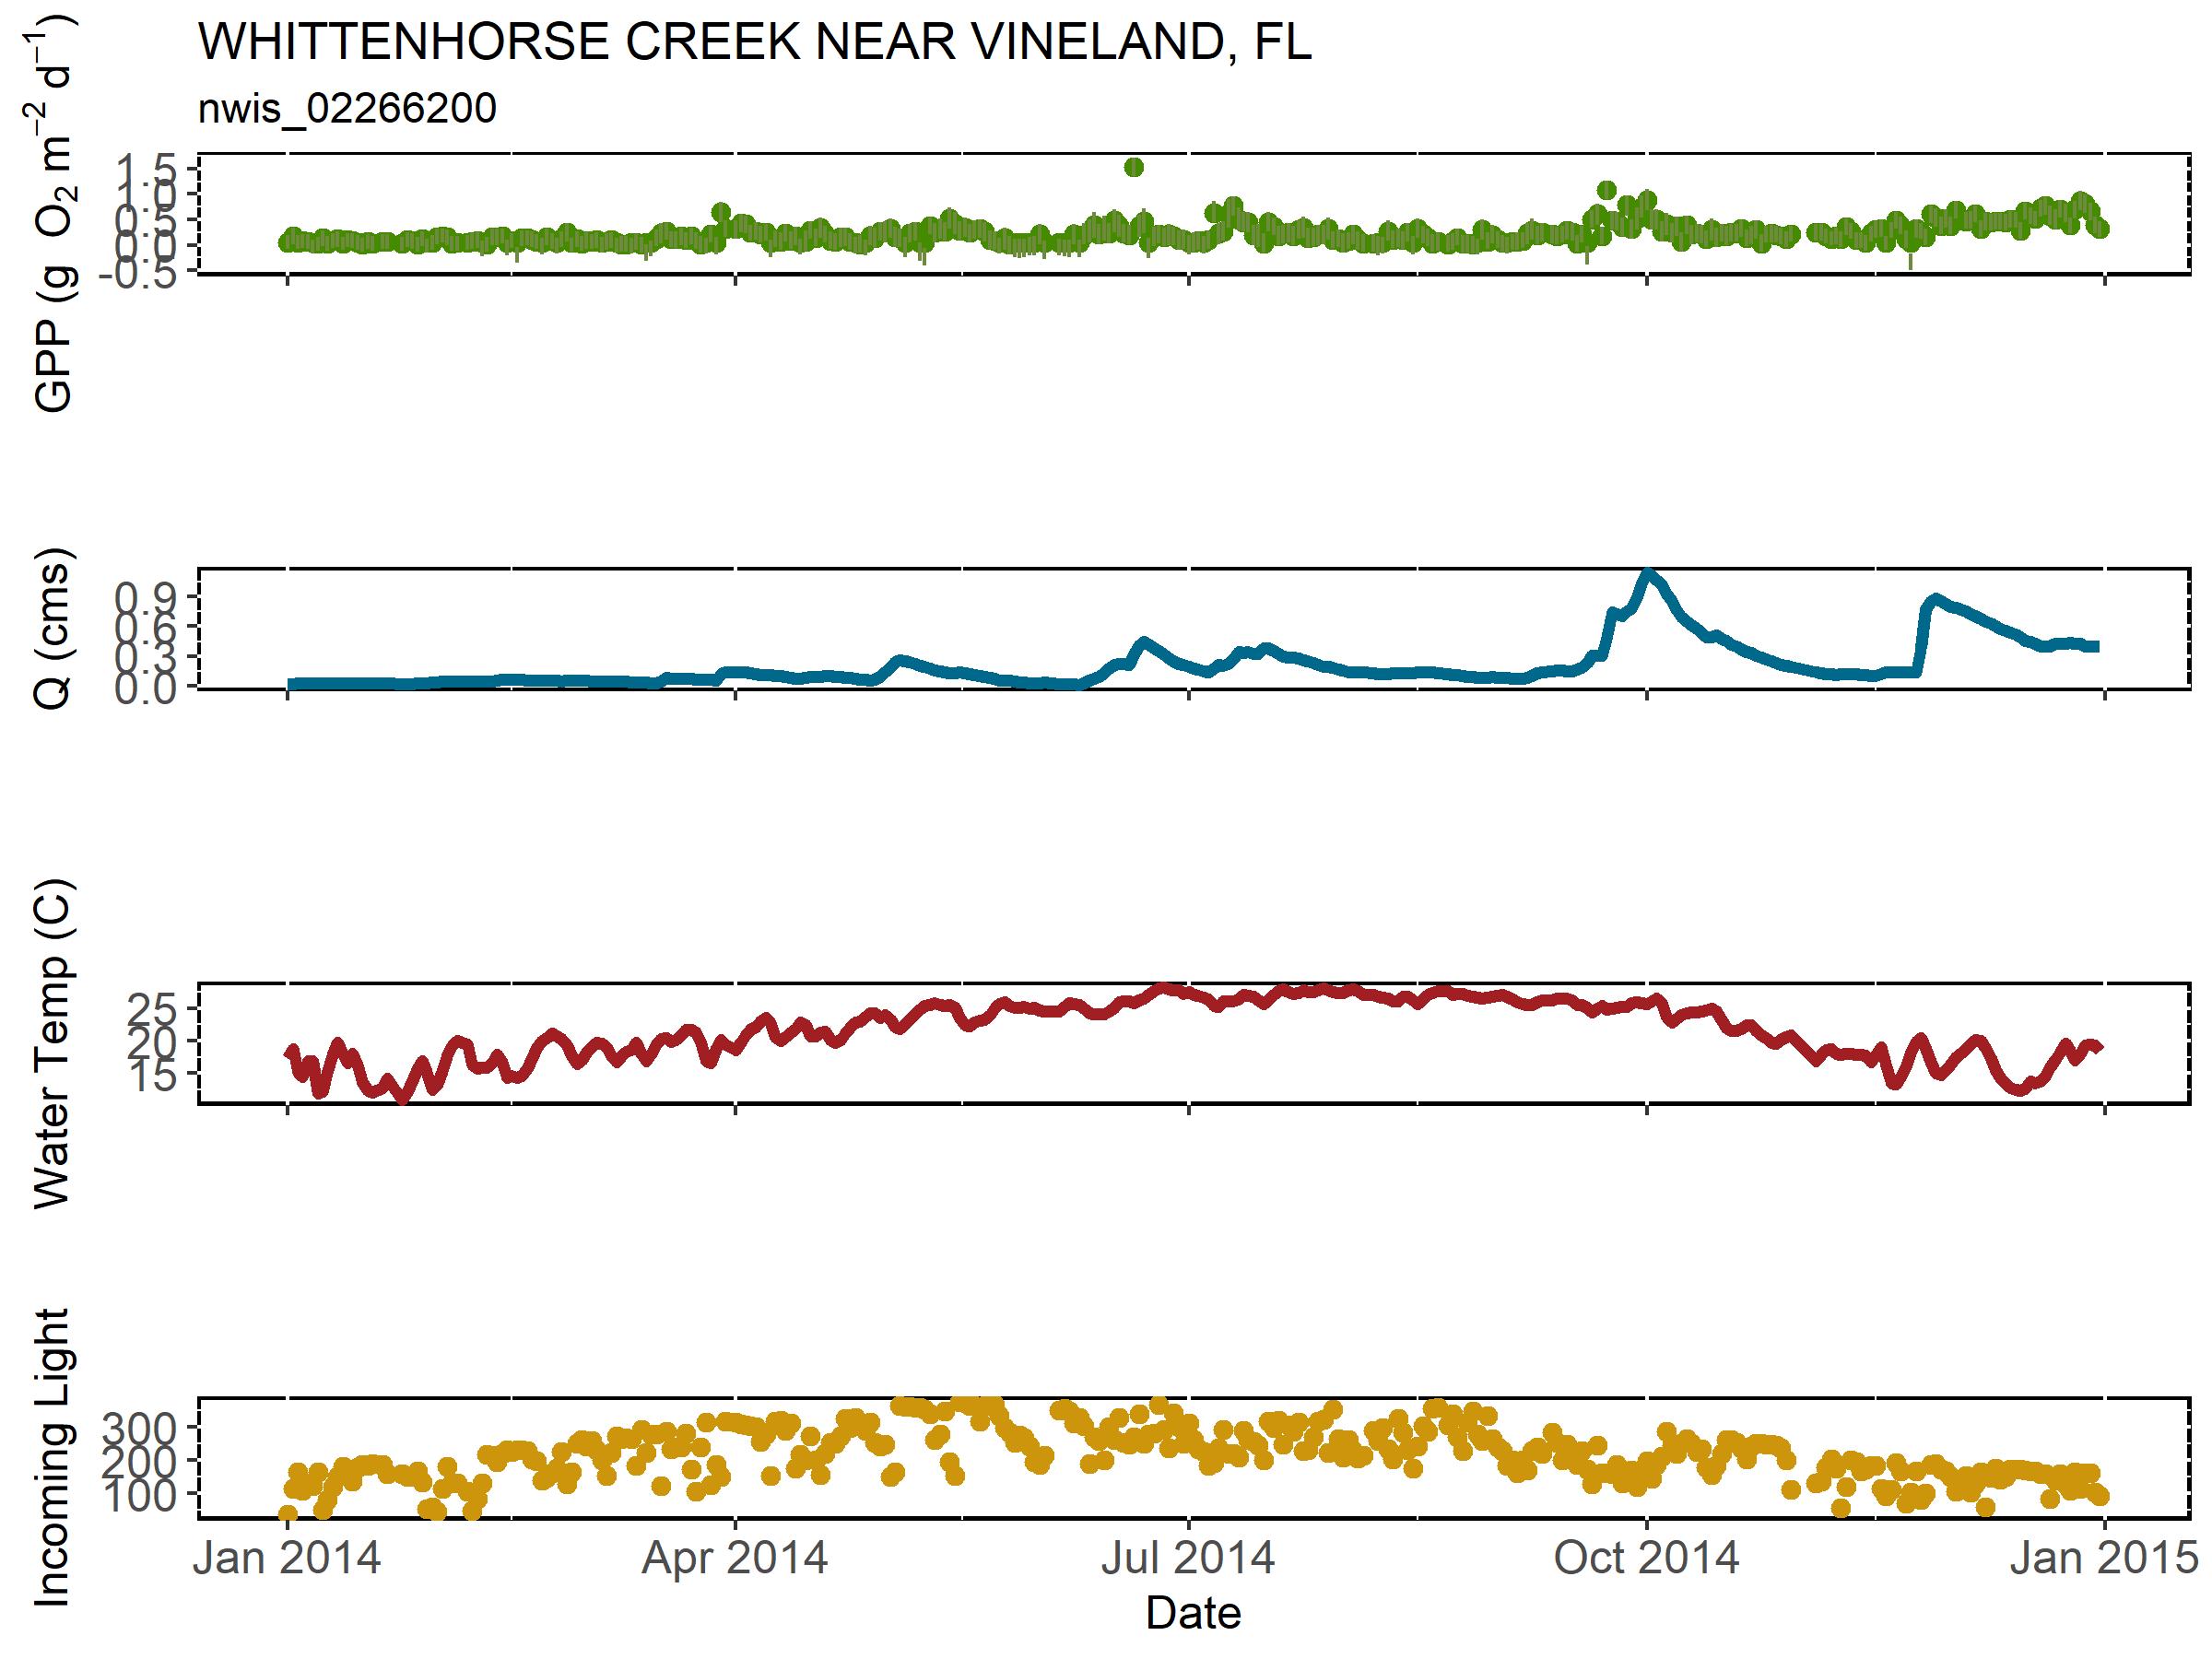 WHITTENHORSE CREEK NEAR VINELAND, FL
nwis_02266200
GPP (g O₂ m⁻² d⁻¹)
1.5
1.0
0.5
0.0
-0.5
Q (cms)
0.9
0.6
0.3
0.0
Water Temp (C)
25
20
15
Incoming Light
300
200
100
Jan 2014
Apr 2014
Jul 2014
Oct 2014
Jan 2015
Date